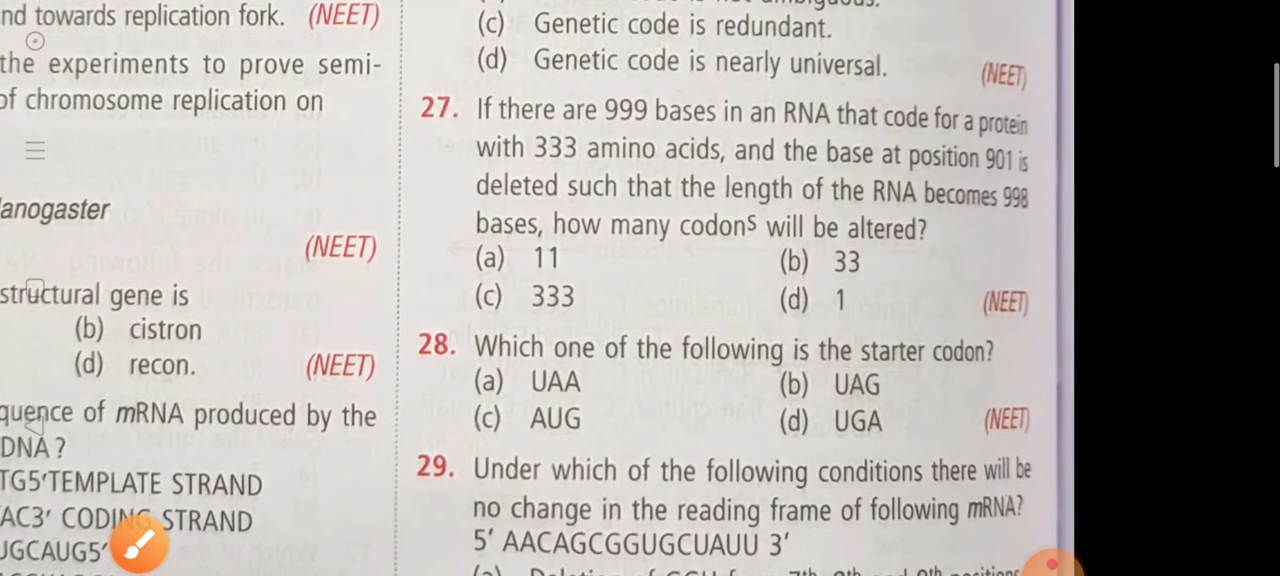 nd towards replication fork. (NEET)
the experiments to prove semi-
of chromosome replication on
anogaster
(NEET)
structural gene is
(b) cistron
(d) recon. (NEET)
quence of mRNA produced by the
DNA ?
TG5'TEMPLATE STRAND
AC3' CODING STRAND
JGCAUG5'
(c) Genetic code is redundant.
(d) Genetic code is nearly universal. (NEET)
27. If there are 999 bases in an RNA that code for a protein
with 333 amino acids, and the base at position 901 is
deleted such that the length of the RNA becomes 998
bases, how many codons will be altered?
(a) 11 (b) 33
(c) 333 (d) 1 (NEET)
28. Which one of the following is the starter codon?
(a) UAA (b) UAG
(c) AUG (d) UGA (NEET)
29. Under which of the following conditions there will be
no change in the reading frame of following mRNA?
5' AACAGCGGUGCUAUU 3'